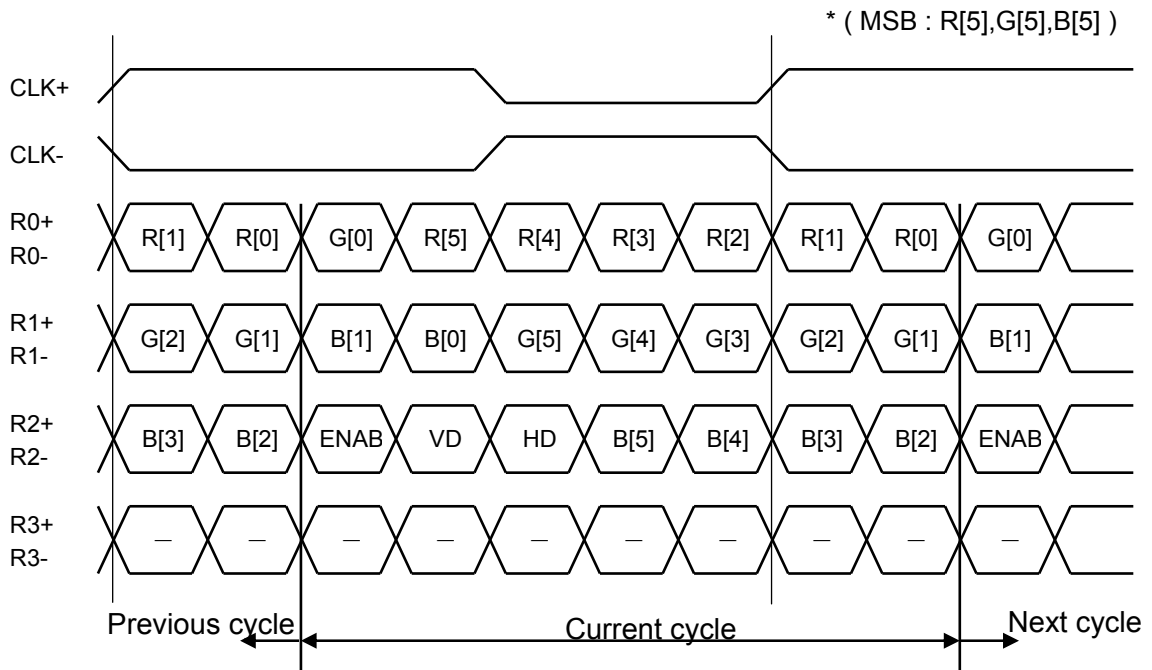 * ( MSB : R[5],G[5],B[5] )
CLK+
CLK-
R0+
R0-
R[1] R[0] G[0] R[5] R[4] R[3] R[2] R[1] R[0] G[0]
R1+
R1-
G[2] G[1] B[1] B[0] G[5] G[4] G[3] G[2] G[1] B[1]
R2+
R2-
B[3] B[2] ENAB VD HD B[5] B[4] B[3] B[2] ENAB
R3+
R3-
— — — — — — — — — —
Previous cycle Current cycle Next cycle